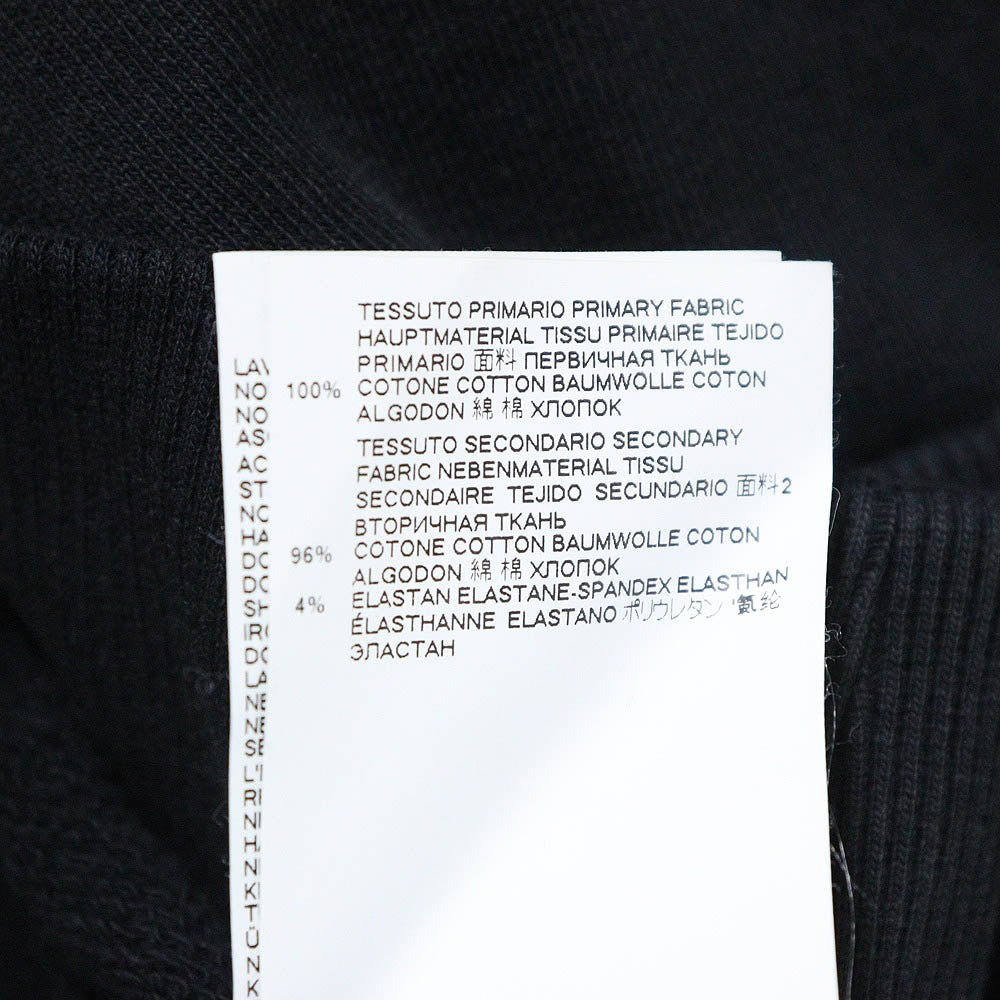 TESSUTO PRIMARIO PRIMARY FABRIC
HAUPTMATERIAL TISSU PRIMAIRE TEJIDO
PRIMARIO 面料 ПЕРВИЧНАЯ ТКАНЬ
100% COTONE COTTON BAUMWOLLE COTON
ALGODON 綿 棉 ХЛОПОК
TESSUTO SECONDARIO SECONDARY
FABRIC NEBENMATERIAL TISSU
SECONDAIRE TEJIDO SECUNDARIO 面料2
ВТОРИЧНАЯ ТКАНЬ
96% COTONE COTTON BAUMWOLLE COTON
ALGODON 綿 棉 ХЛОПОК
4% ELASTAN ELASTANE-SPANDEX ELASTHAN
ÉLASTHANNE ELASTANO ポリウレタン 氨纶
ЭЛАСТАН